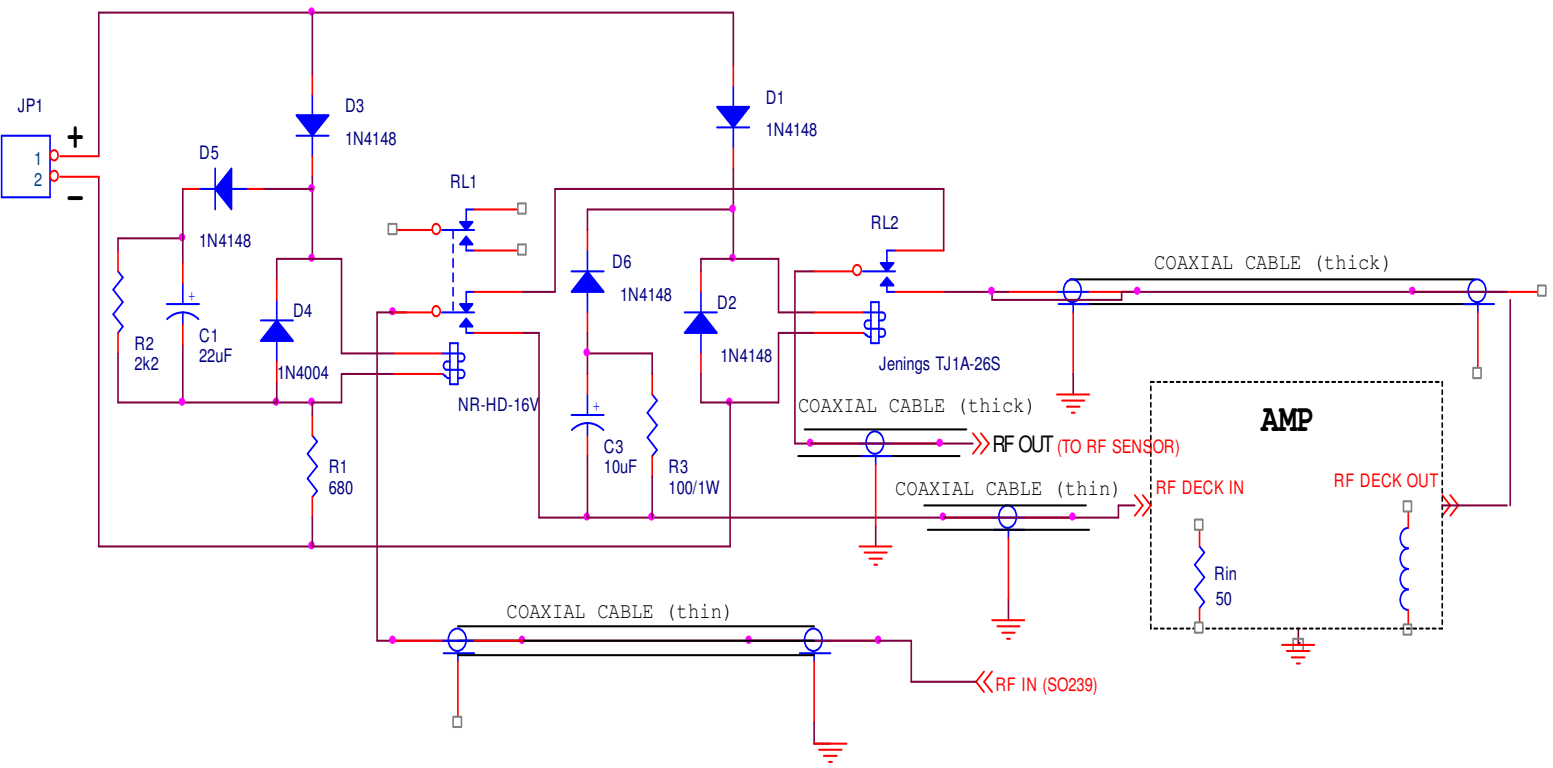 JP1
+
1
2
−
D3
1N4148
D1
1N4148
D5
1N4148
RL1
RL2
COAXIAL CABLE (thick)
D6
1N4148
D2
1N4148
R2
2k2
+
C1
22uF
D4
1N4004
Jenings TJ1A-26S
NR-HD-16V
COAXIAL CABLE (thick)
AMP
+
C3
10uF
R3
100/1W
RF OUT (TO RF SENSOR)
R1
680
COAXIAL CABLE (thin)
RF DECK IN
RF DECK OUT
Rin
50
COAXIAL CABLE (thin)
RF IN (SO239)